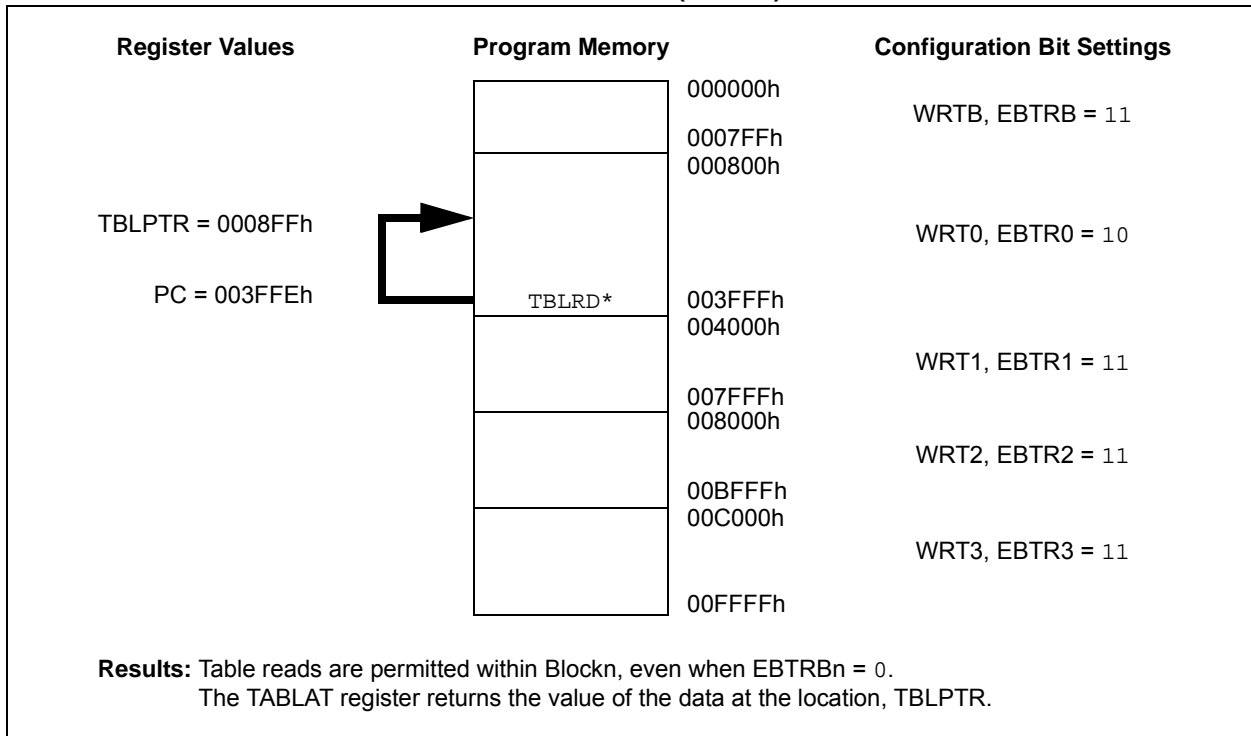 Register Values Program Memory Configuration Bit Settings
000000h
WRTB, EBTRB = 11
0007FFh
000800h
TBLPTR = 0008FFh
WRT0, EBTR0 = 10
PC = 003FFEh
TBLRD* 003FFFh
004000h
WRT1, EBTR1 = 11
007FFFh
008000h
WRT2, EBTR2 = 11
00BFFFh
00C000h
WRT3, EBTR3 = 11
00FFFFh
Results: Table reads are permitted within Blockn, even when EBTRBn = 0.
The TABLAT register returns the value of the data at the location, TBLPTR.